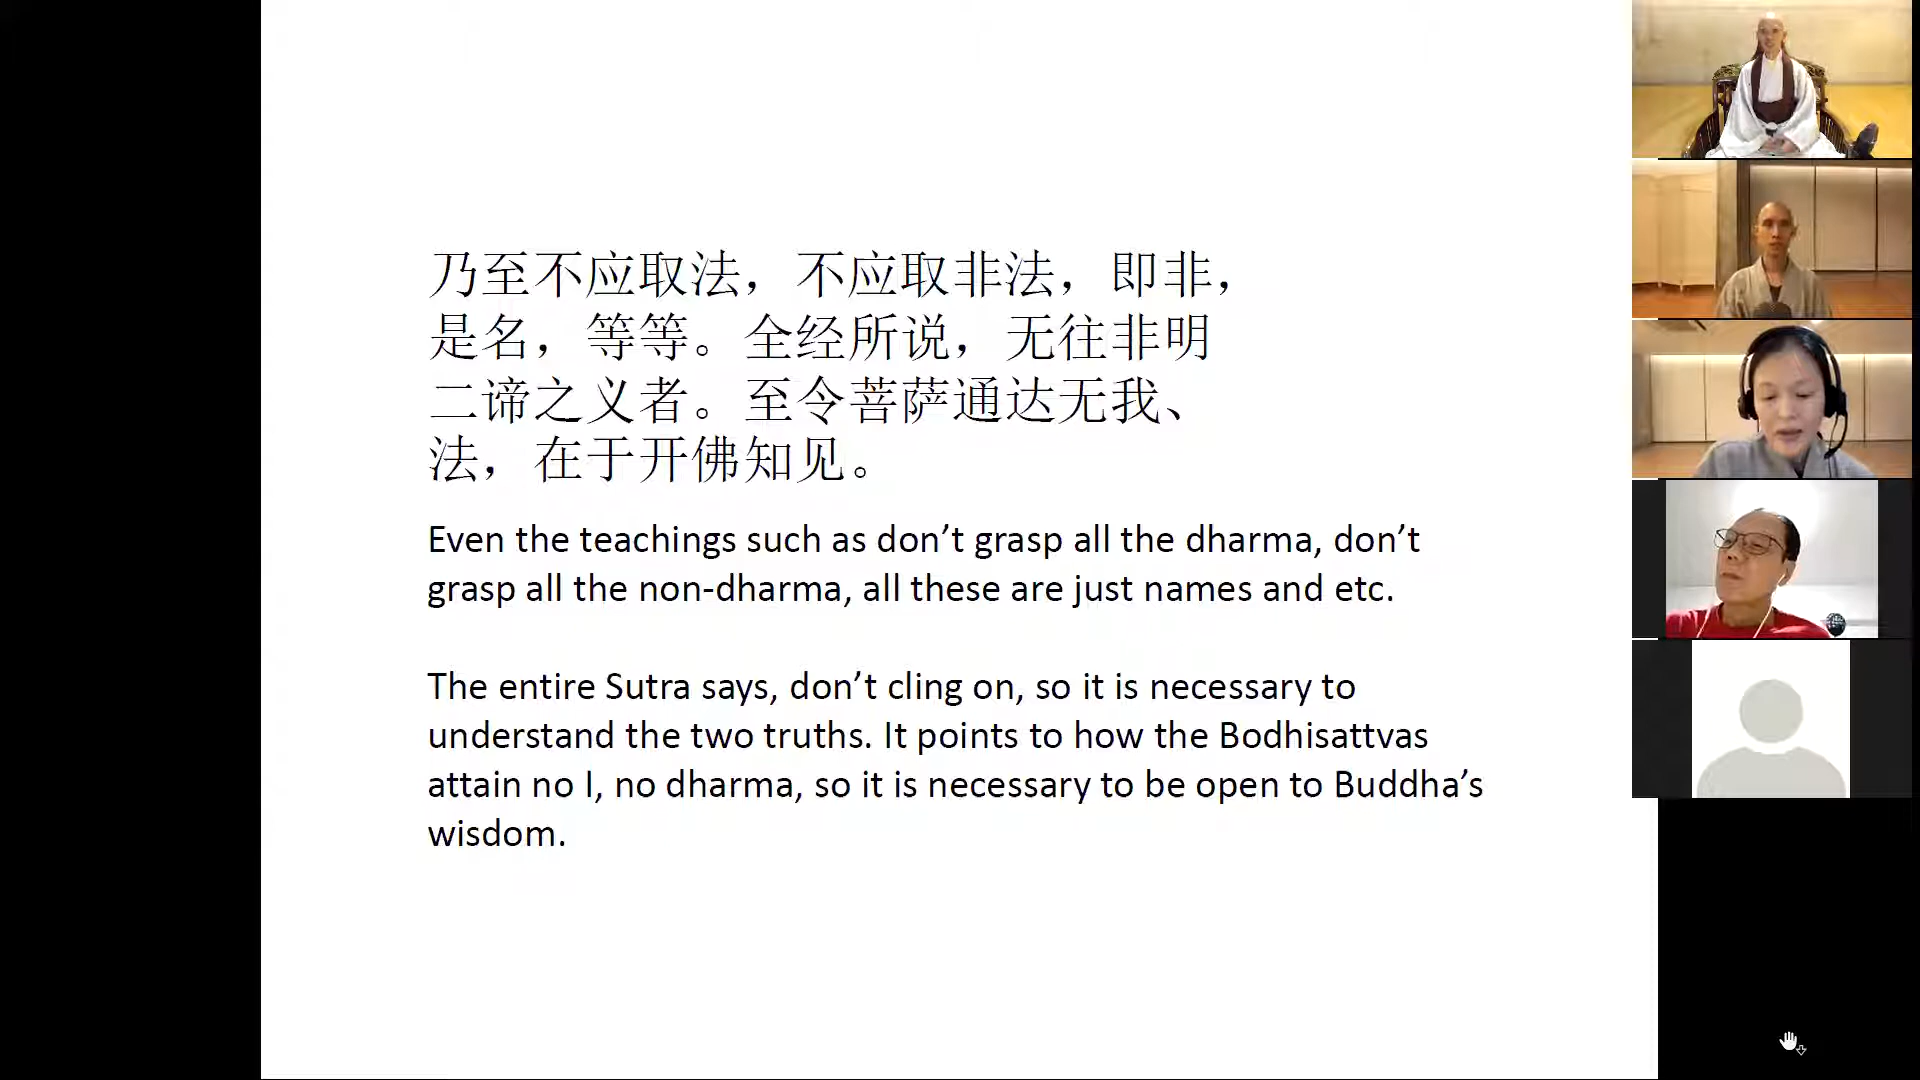 乃至不应取法，不应取非法，即非，
是名，等等。全经所说，无往非明
二谛之义者。至令菩萨通达无我、
法，在于开佛知见。
Even the teachings such as don’t grasp all the dharma, don’t
grasp all the non-dharma, all these are just names and etc.
The entire Sutra says, don’t cling on, so it is necessary to
understand the two truths. It points to how the Bodhisattvas
attain no I, no dharma, so it is necessary to be open to Buddha’s
wisdom.